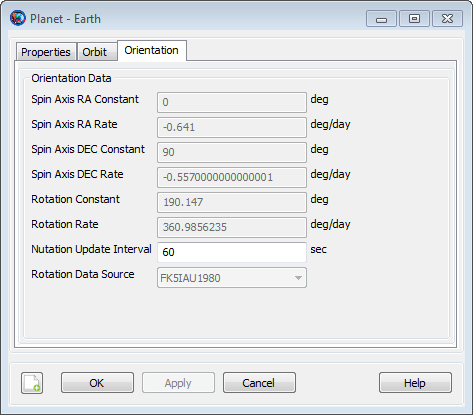 Planet - Earth
Properties Orbit Orientation
Orientation Data
Spin Axis RA Constant 0 deg
Spin Axis RA Rate -0.641 deg/day
Spin Axis DEC Constant 90 deg
Spin Axis DEC Rate -0.5570000000000001 deg/day
Rotation Constant 190.147 deg
Rotation Rate 360.9856235 deg/day
Nutation Update Interval 60 sec
Rotation Data Source FK5IAU1980
OK Apply Cancel Help